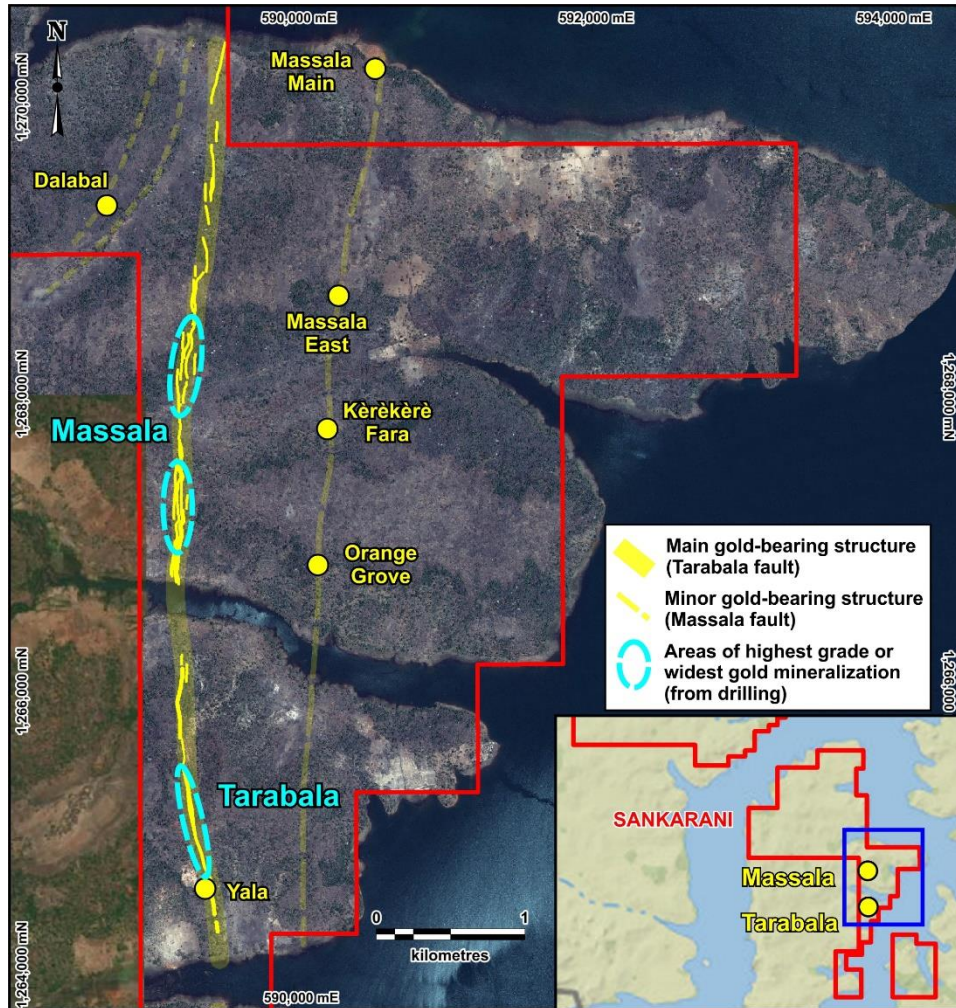 590,000 mE
592,000 mE
594,000 mE
N
1,270,000 mN
Massala
Main
Dalabal
Massala
East
1,268,000 mN
1,268,000 mN
Massala
Kèrèkèrè
Fara
Orange
Grove
Main gold-bearing structure
(Tarabala fault)
Minor gold-bearing structure
(Massala fault)
Areas of highest grade or
widest gold mineralization
(from drilling)
1,266,000 mN
1,266,000
Tarabala
Yala
0
1
kilometres
SANKARANI
Massala
Tarabala
1,264,000 mN
590,000 mE